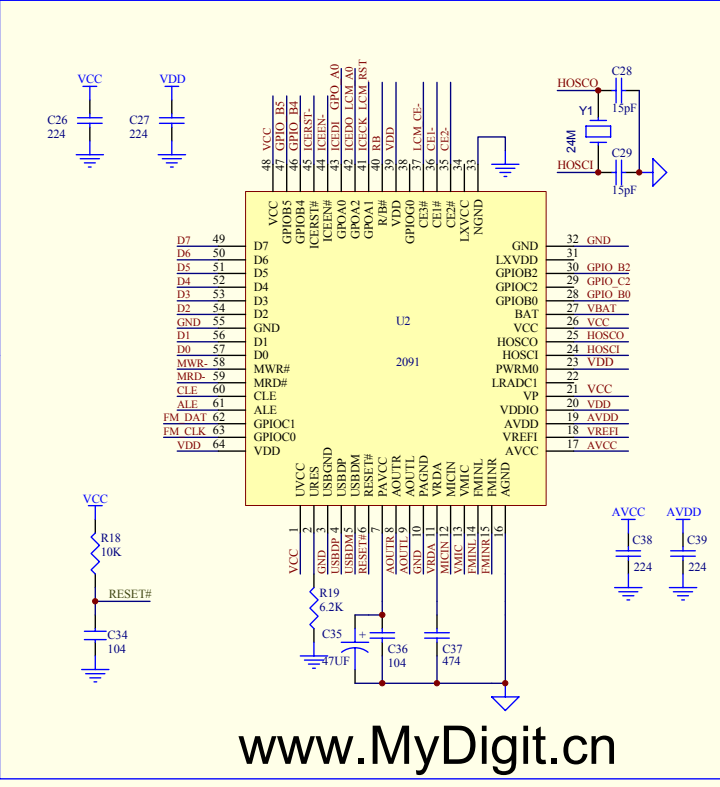 VCC
C26
224
VDD
C27
224
VCC
GPIO_B5
GPIO_B4
ICERST-
ICEEN-
ICEDI_GPO_A0
ICEDO_LCM_A0
ICECK_LCM_RST
RB
VDD
LCM_CE-
CE1-
CE2-
48
47
46
45
44
43
42
41
40
39
38
37
36
35
34
33
VCC
GPIOB5
GPIOB4
ICERST#
ICEEN#
GPOA0
GPOA2
GPOA1
R/B#
VDD
GPIOG0
CE3#
CE1#
CE2#
LXVCC
NGND
HOSCO
C28
15pF
Y1
24M
HOSCI
C29
15pF
D7 49 D7
D6 50 D6
D5 51 D5
D4 52 D4
D3 53 D3
D2 54 D2
GND 55 GND
D1 56 D1
D0 57 D0
MWR- 58 MWR#
MRD- 59 MRD#
CLE 60 CLE
ALE 61 ALE
FM_DAT 62 GPIOC1
FM_CLK 63 GPIOC0
VDD 64 VDD
U2
2091
GND 32 GND
LXVDD 31
GPIOB2 30 GPIO_B2
GPIOC2 29 GPIO_C2
GPIOB0 28 GPIO_B0
BAT 27 VBAT
VCC 26 VCC
HOSCO 25 HOSCO
HOSCI 24 HOSCI
PWRM0 23 VDD
LRADC1 22
VP 21 VCC
VDDIO 20 VDD
AVDD 19 AVDD
VREFI 18 VREFI
AVCC 17 AVCC
UVCC
URES
USBGND
USBDP
USBDM
RESET#
PAVCC
AOUTR
AOUTL
PAGND
VRDA
MICIN
VMIC
FMINL
FMINR
AGND
1
2
3
4
5
6
7
8
9
10
11
12
13
14
15
16
VCC
GND
USBDP
USBDM
RESET#
AOUTR
AOUTL
GND
VRDA
MICIN
VMIC
FMINL
FMINR
VCC
R18
10K
RESET#
C34
104
R19
6.2K
C35
+
47UF
C36
104
C37
474
AVCC
C38
224
AVDD
C39
224
www.MyDigit.cn